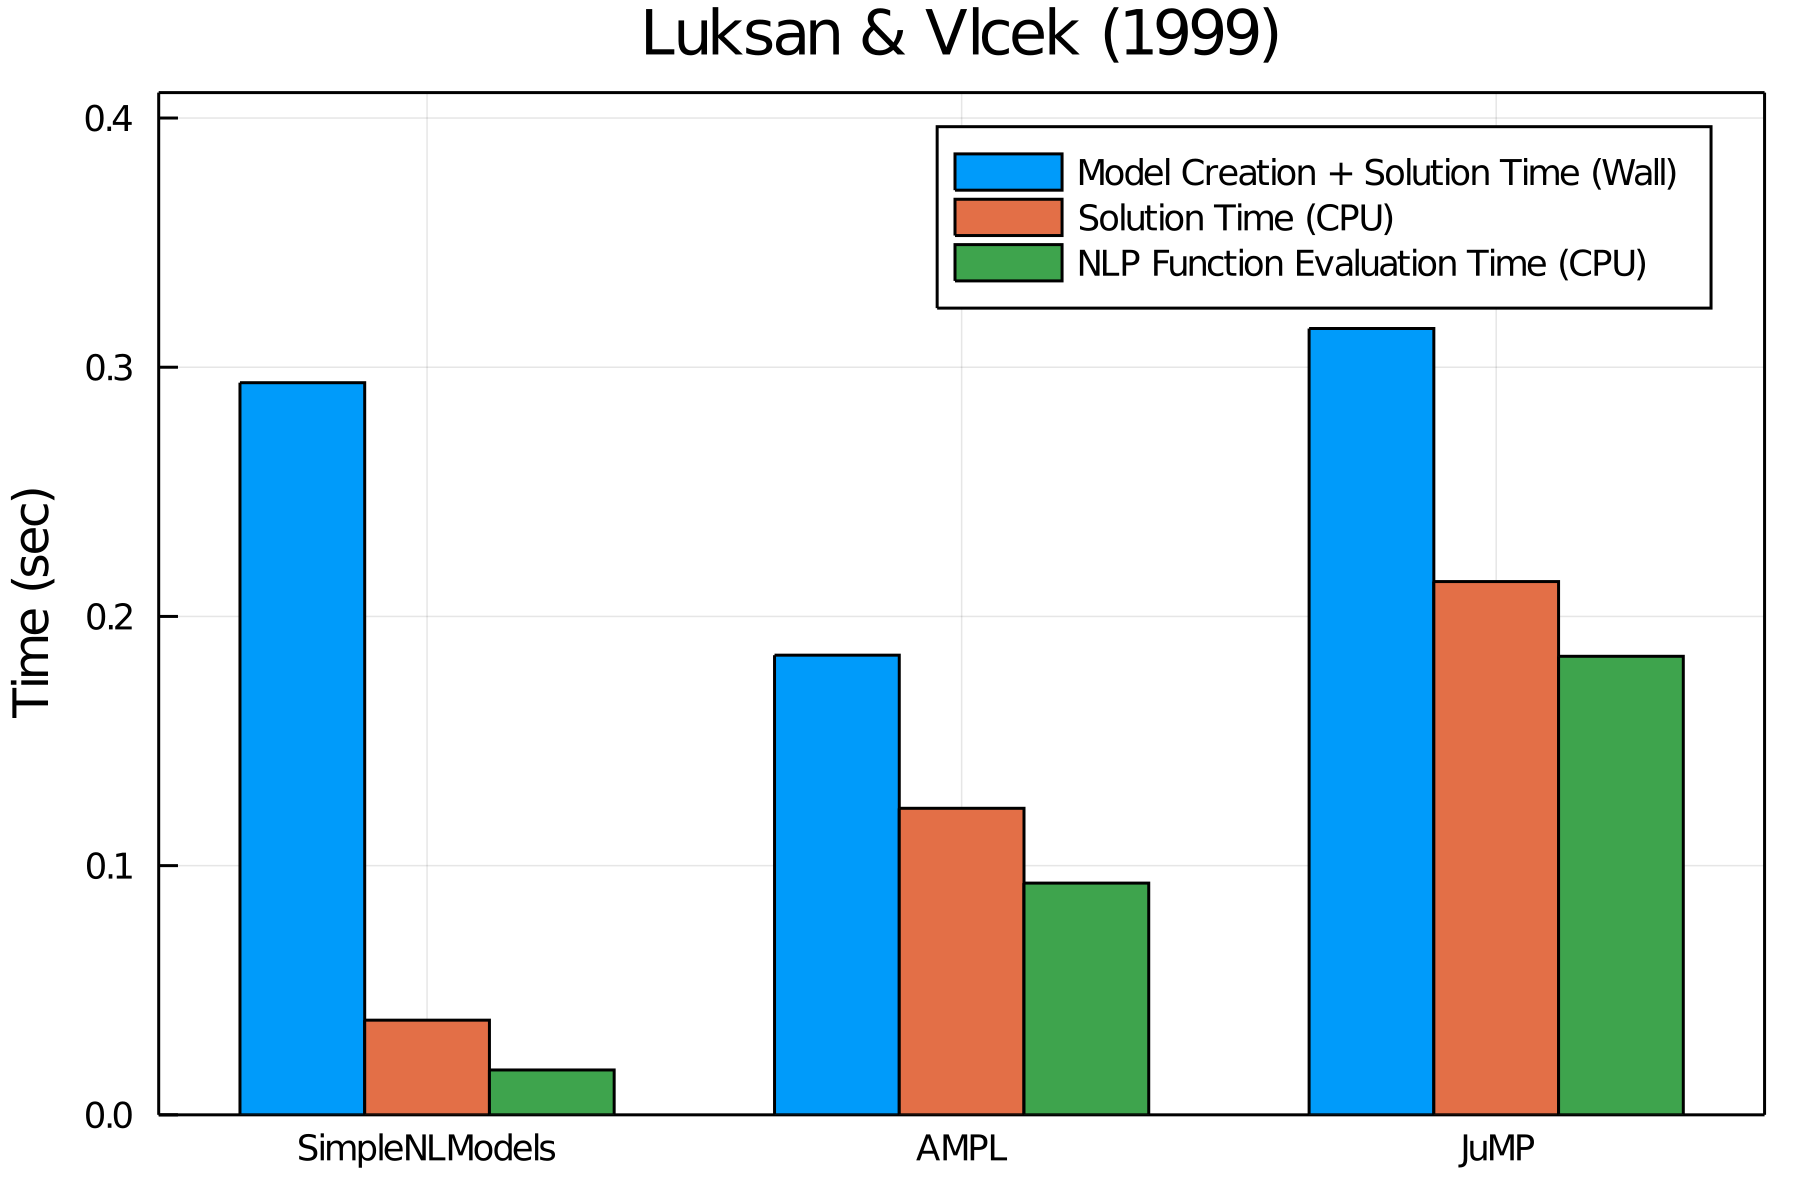 Luksan & Vlcek (1999)
0.4
0.3
0.2
0.1
0.0
Time (sec)
Model Creation + Solution Time (Wall)
Solution Time (CPU)
NLP Function Evaluation Time (CPU)
SimpleNLModels
AMPL
JuMP